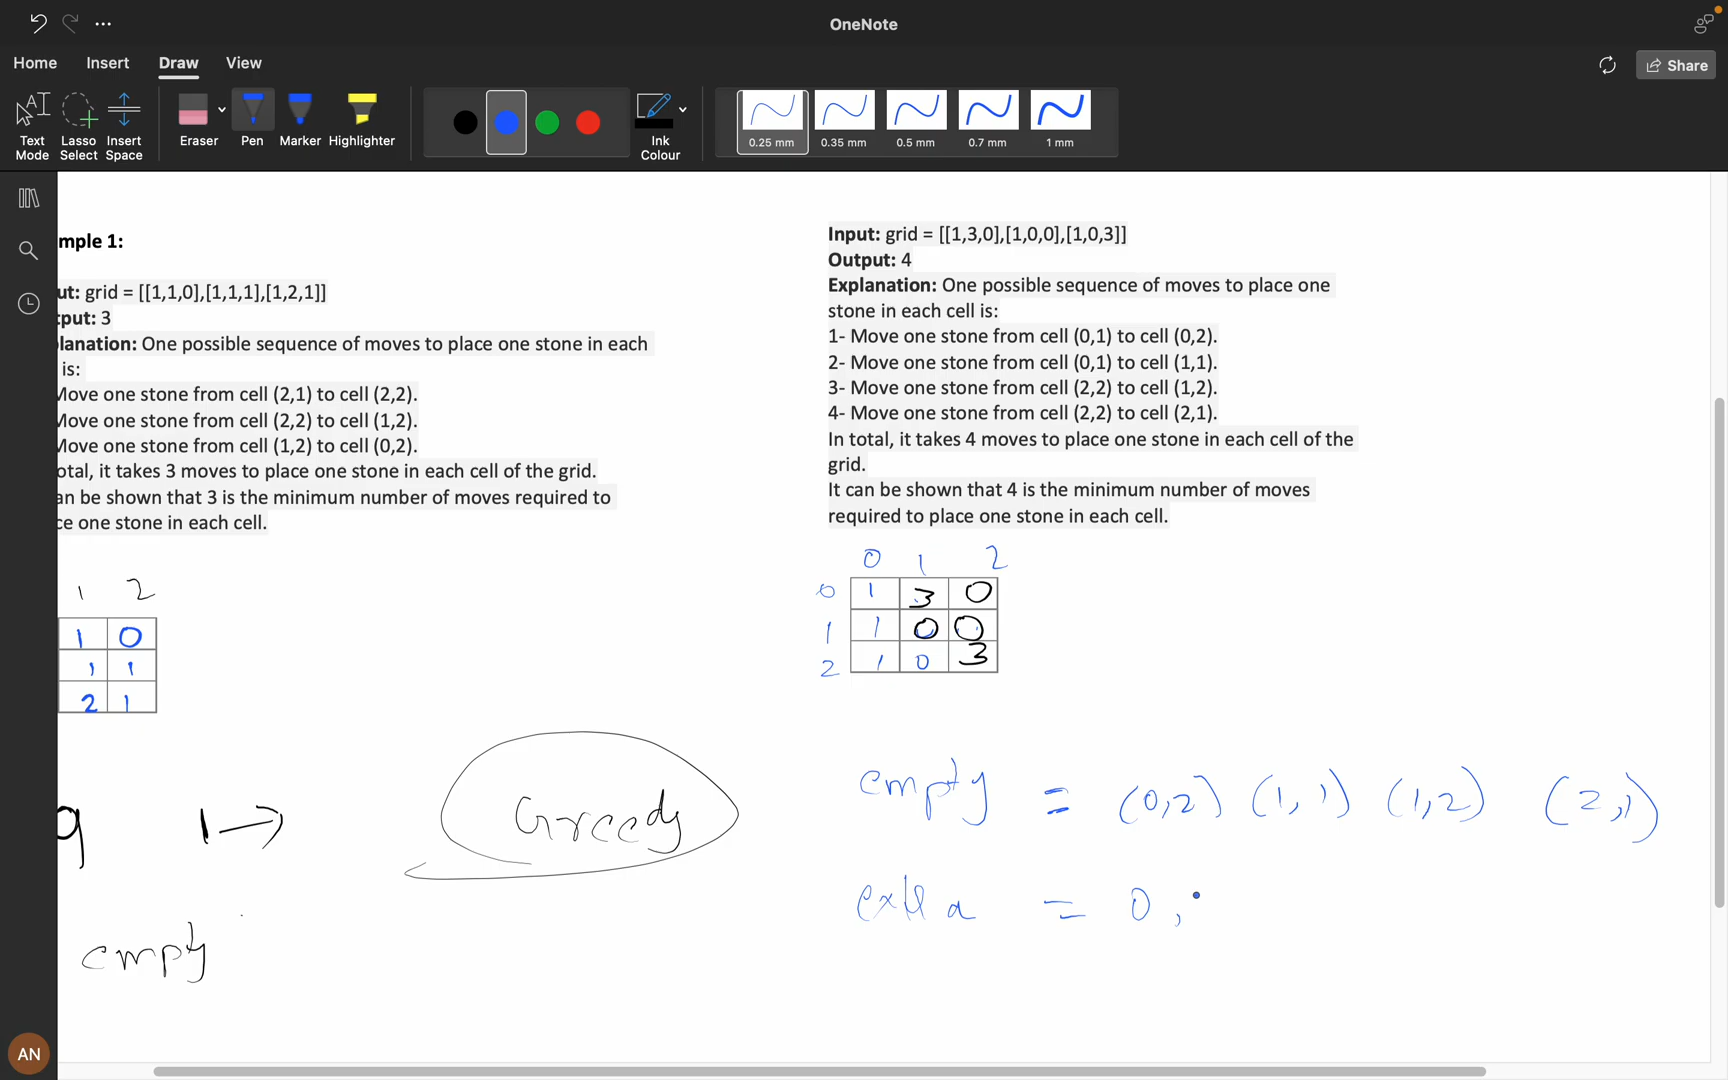 OneNote
Home Insert Draw View
Share
Text Mode
Lasso Select
Insert Space
Eraser
Pen
Marker
Highlighter
Ink Colour
0.25 mm
0.35 mm
0.5 mm
0.7 mm
1 mm
mple 1:
ut: grid = [[1,1,0],[1,1,1],[1,2,1]]
tput: 3
lanation: One possible sequence of moves to place one stone in each
is:
Move one stone from cell (2,1) to cell (2,2).
Move one stone from cell (2,2) to cell (1,2).
Move one stone from cell (1,2) to cell (0,2).
otal, it takes 3 moves to place one stone in each cell of the grid.
an be shown that 3 is the minimum number of moves required to
ce one stone in each cell.
1 2
1 0
1 1
2 1
9 1→
Greedy
empty
Input: grid = [[1,3,0],[1,0,0],[1,0,3]]
Output: 4
Explanation: One possible sequence of moves to place one
stone in each cell is:
1- Move one stone from cell (0,1) to cell (0,2).
2- Move one stone from cell (0,1) to cell (1,1).
3- Move one stone from cell (2,2) to cell (1,2).
4- Move one stone from cell (2,2) to cell (2,1).
In total, it takes 4 moves to place one stone in each cell of the
grid.
It can be shown that 4 is the minimum number of moves
required to place one stone in each cell.
0 1 2
0 1 3 0
1 1 0 0
2 1 0 3
empty = (0,2) (1,1) (1,2) (2,1)
extra = 0,
AN